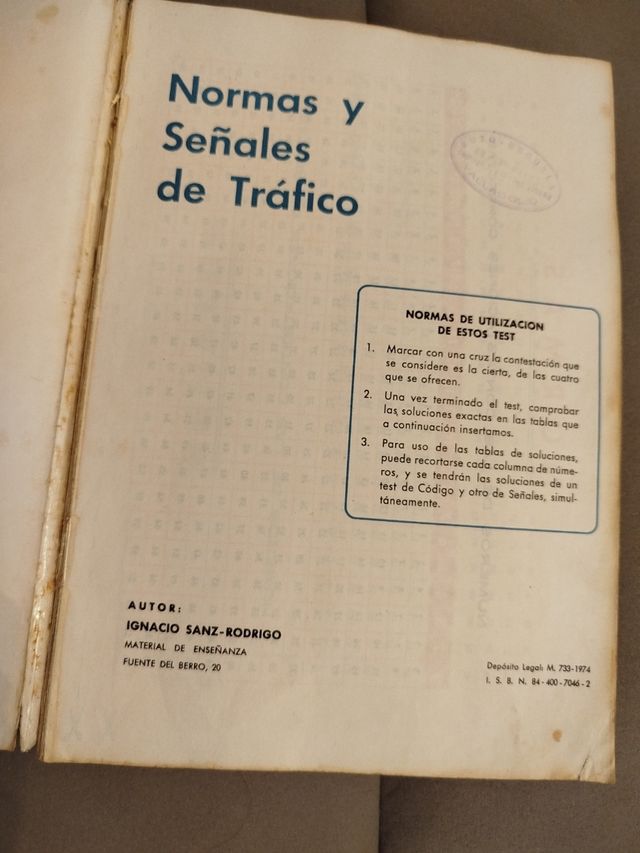 Normas y
Señales
de Tráfico
NORMAS DE UTILIZACION
DE ESTOS TEST
1. Marcar con una cruz la contestación que
se considere es la cierta, de las cuatro
que se ofrecen.
2. Una vez terminado el test, comprobar
las soluciones exactas en las tablas que
a continuación insertamos.
3. Para uso de las tablas de soluciones,
puede recortarse cada columna de núme-
ros, y se tendrán las soluciones de un
test de Código y otro de Señales, simul-
táneamente.
AUTOR:
IGNACIO SANZ-RODRIGO
MATERIAL DE ENSEÑANZA
FUENTE DEL BERRO, 20
Depósito Legal: M. 733-1974
I. S. B. N. 84-400-7046-2